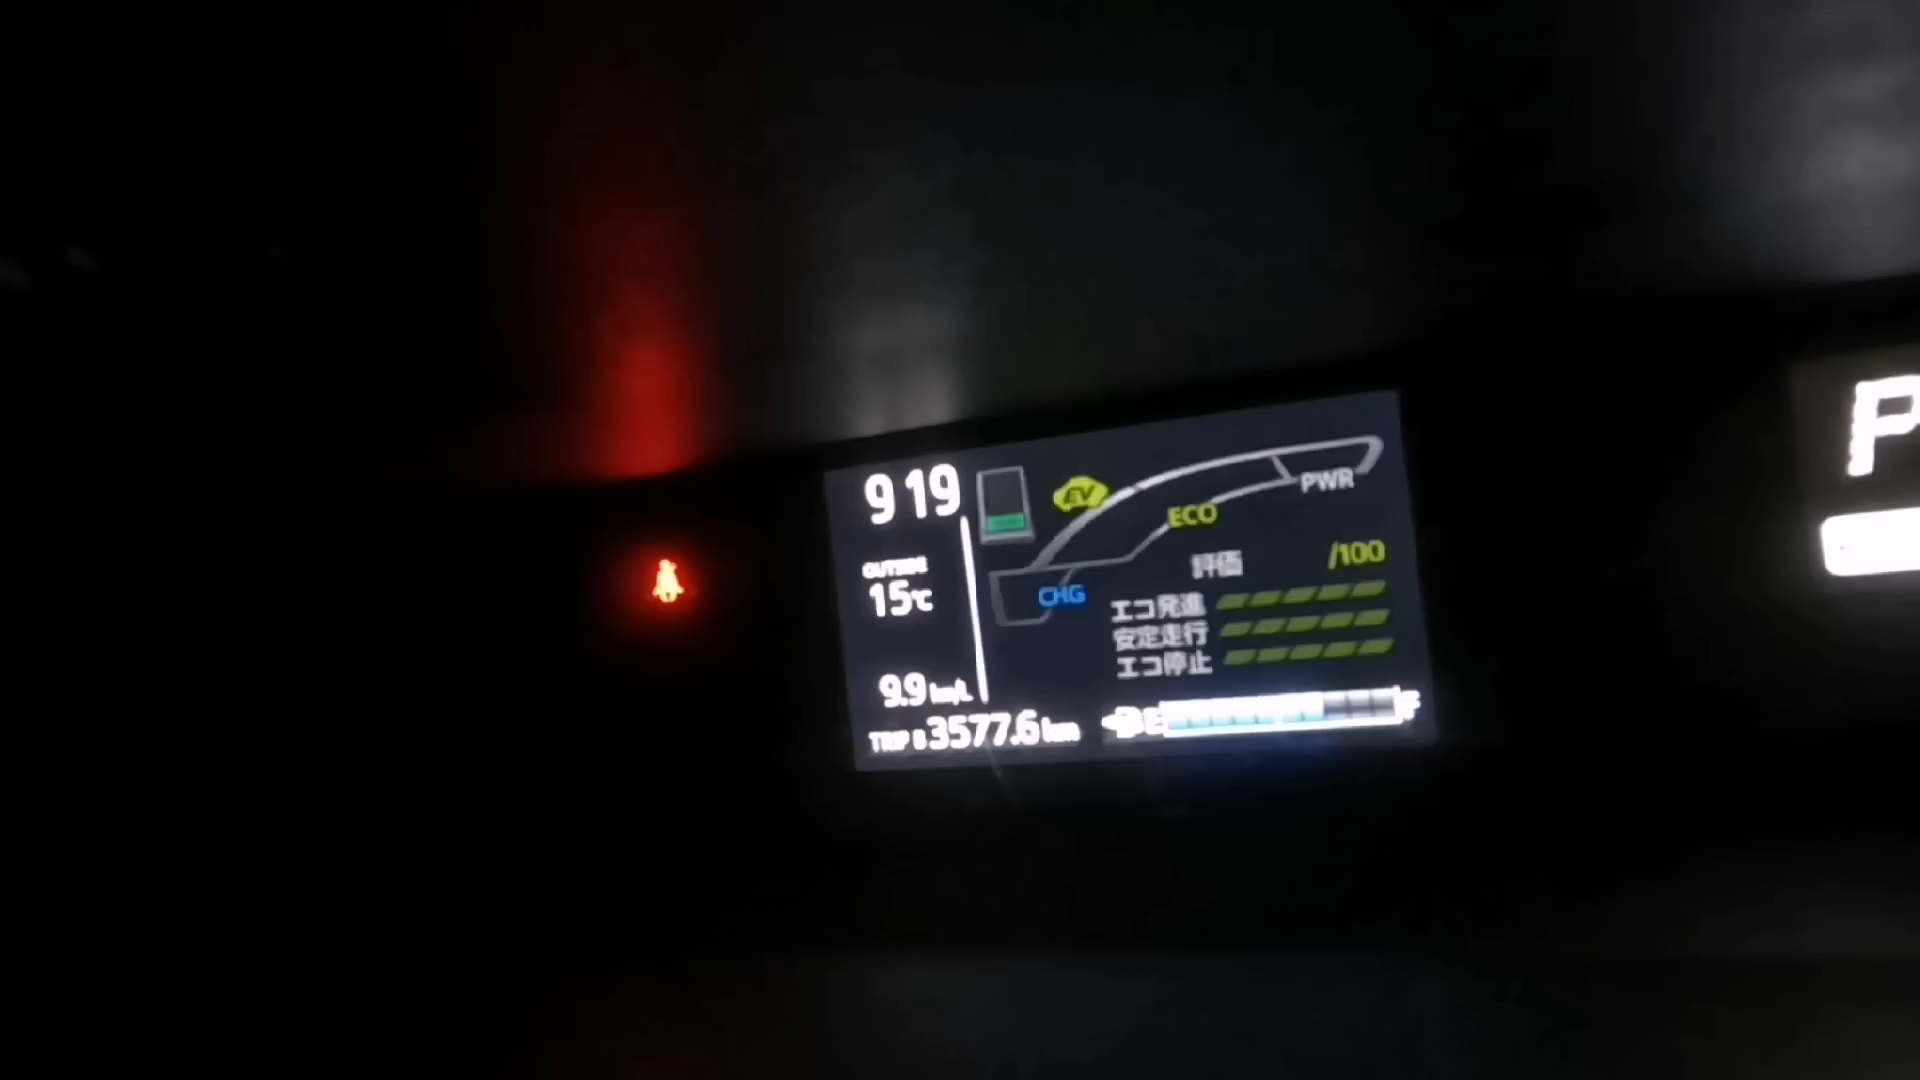 9 19
EV
PWR
ECO
OUTSIDE
15℃
評価 /100
CHG
エコ発進
安定走行
エコ停止
9.9 km/L
TRIP B 3577.6 km
E F
P